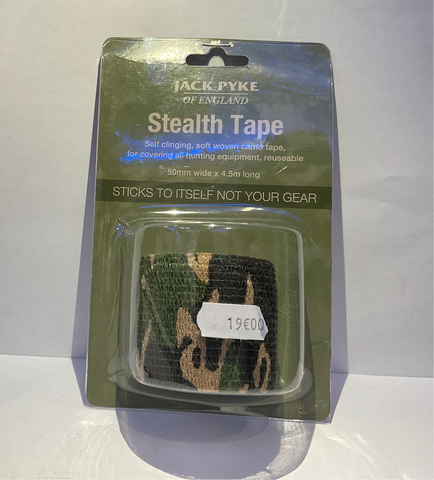 JACK PYKE
OF ENGLAND
Stealth Tape
Self clinging, soft woven camo tape,
for covering all hunting equipment, reuseable
50mm wide x 4.5m long
STICKS TO ITSELF NOT YOUR GEAR
19€00